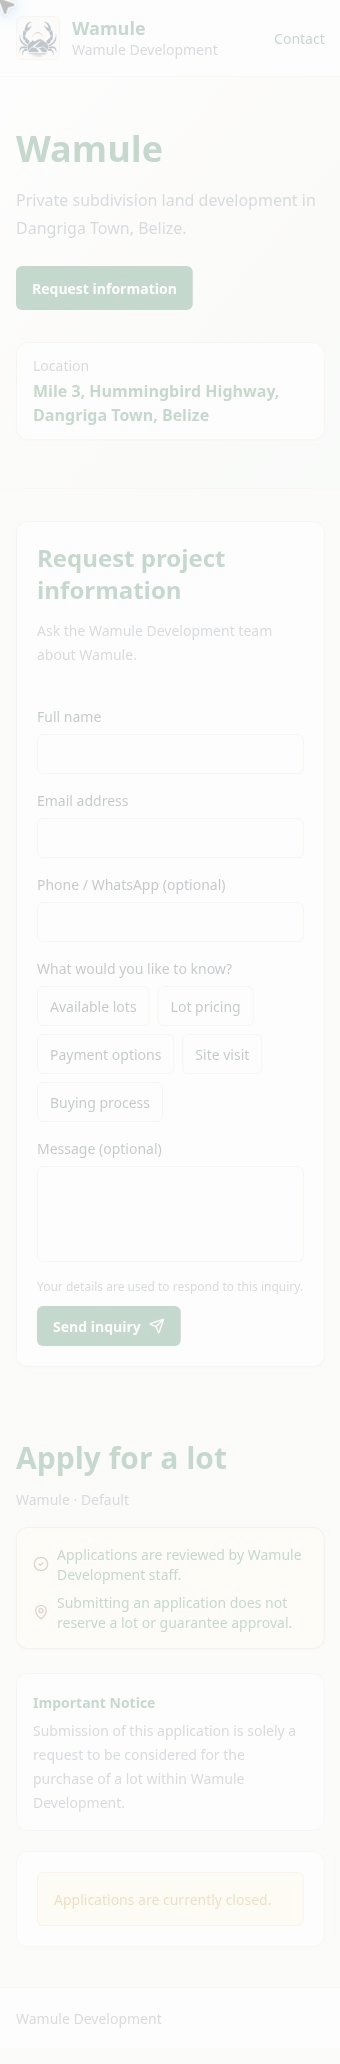 Wamule
Wamule Development
Contact
Wamule
Private subdivision land development in
Dangriga Town, Belize.
Request information
Location
Mile 3, Hummingbird Highway,
Dangriga Town, Belize
Request project
information
Ask the Wamule Development team
about Wamule.
Full name
Email address
Phone / WhatsApp (optional)
What would you like to know?
Available lots
Lot pricing
Payment options
Site visit
Buying process
Message (optional)
Your details are used to respond to this inquiry.
Send inquiry
Apply for a lot
Wamule · Default
Applications are reviewed by Wamule
Development staff.
Submitting an application does not
reserve a lot or guarantee approval.
Important Notice
Submission of this application is solely a
request to be considered for the
purchase of a lot within Wamule
Development.
Applications are currently closed.
Wamule Development